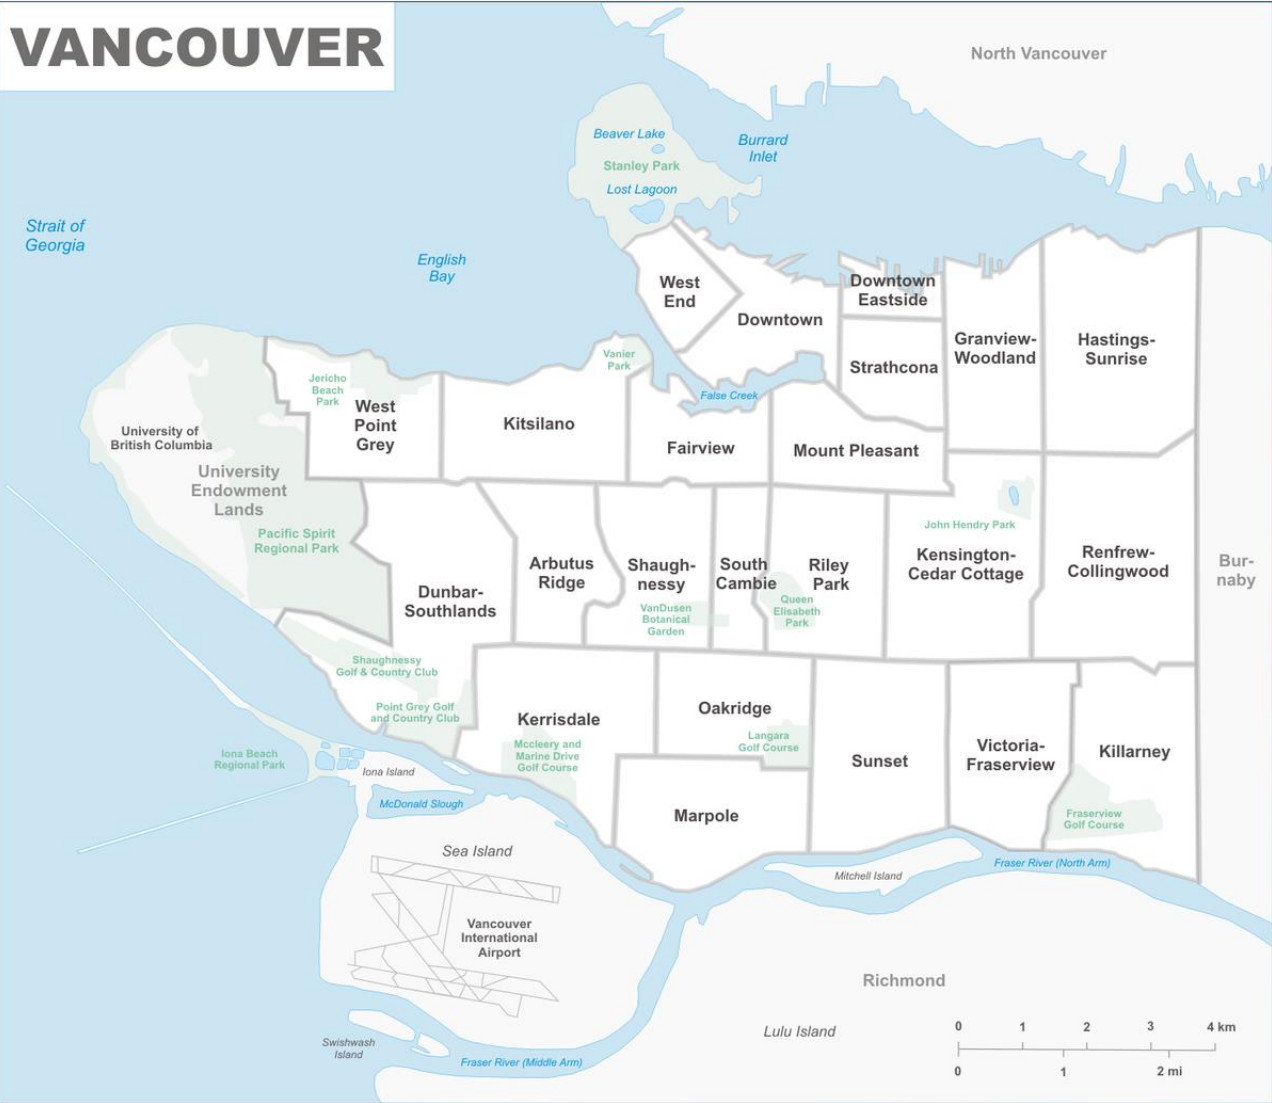 VANCOUVER
North Vancouver
Beaver Lake
Stanley Park
Lost Lagoon
Burrard
Inlet
Strait of
Georgia
English
Bay
West
End
Downtown
Downtown
Eastside
Strathcona
Granview-
Woodland
Hastings-
Sunrise
Vanier
Park
Jericho
Beach
Park
West
Point
Grey
Kitsilano
False Creek
Fairview
Mount Pleasant
University of
British Columbia
University
Endowment
Lands
Pacific Spirit
Regional Park
Dunbar-
Southlands
Arbutus
Ridge
Shaugh-
nessy
VanDusen
Botanical
Garden
South
Cambie
Riley
Park
Queen
Elisabeth
Park
John Hendry Park
Kensington-
Cedar Cottage
Renfrew-
Collingwood
Bur-
naby
Shaughnessy
Golf & Country Club
Point Grey Golf
and Country Club
Kerrisdale
Mccleery and
Marine Drive
Golf Course
Oakridge
Langara
Golf Course
Marpole
Sunset
Victoria-
Fraserview
Killarney
Fraserview
Golf Course
Iona Beach
Regional Park
Iona Island
McDonald Slough
Sea Island
Vancouver
International
Airport
Mitchell Island
Fraser River (North Arm)
Richmond
Lulu Island
Swishwash
Island
Fraser River (Middle Arm)
0 1 2 3 4 km
0 1 2 mi